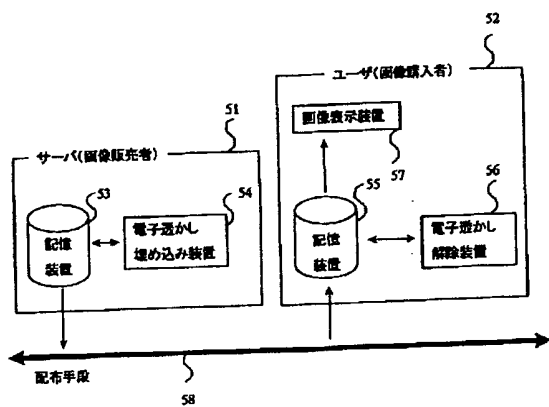 52
ユーザ(画像購入者)
51
画像表示装置
サーバ(画像販売者)
57
53
54
55
56
記憶
装置
電子透かし
埋め込み装置
記憶
装置
電子透かし
解除装置
配布手段
58